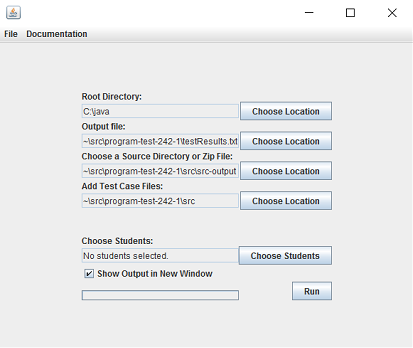 File Documentation
Root Directory:
C:\java Choose Location
Output file:
~\src\program-test-242-1\testResults.txt Choose Location
Choose a Source Directory or Zip File:
~\src\program-test-242-1\src\src-output Choose Location
Add Test Case Files:
~\src\program-test-242-1\src Choose Location
Choose Students:
No students selected. Choose Students
Show Output in New Window
Run